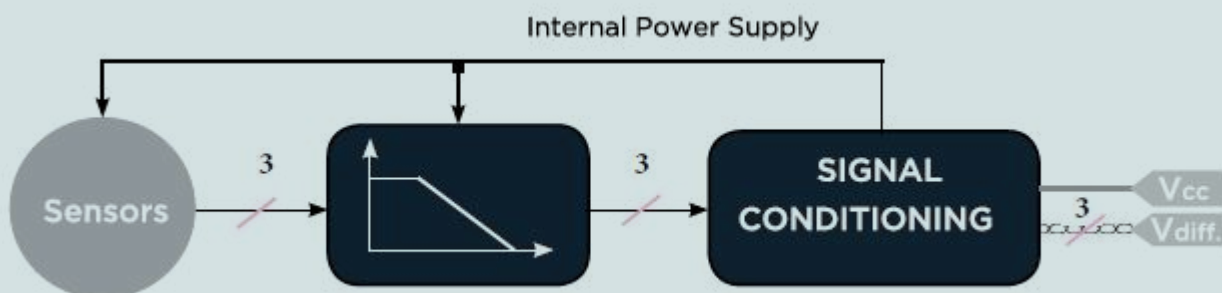 Internal Power Supply
3
3
SIGNAL
CONDITIONING
Sensors
Vcc
3
Vdiff.